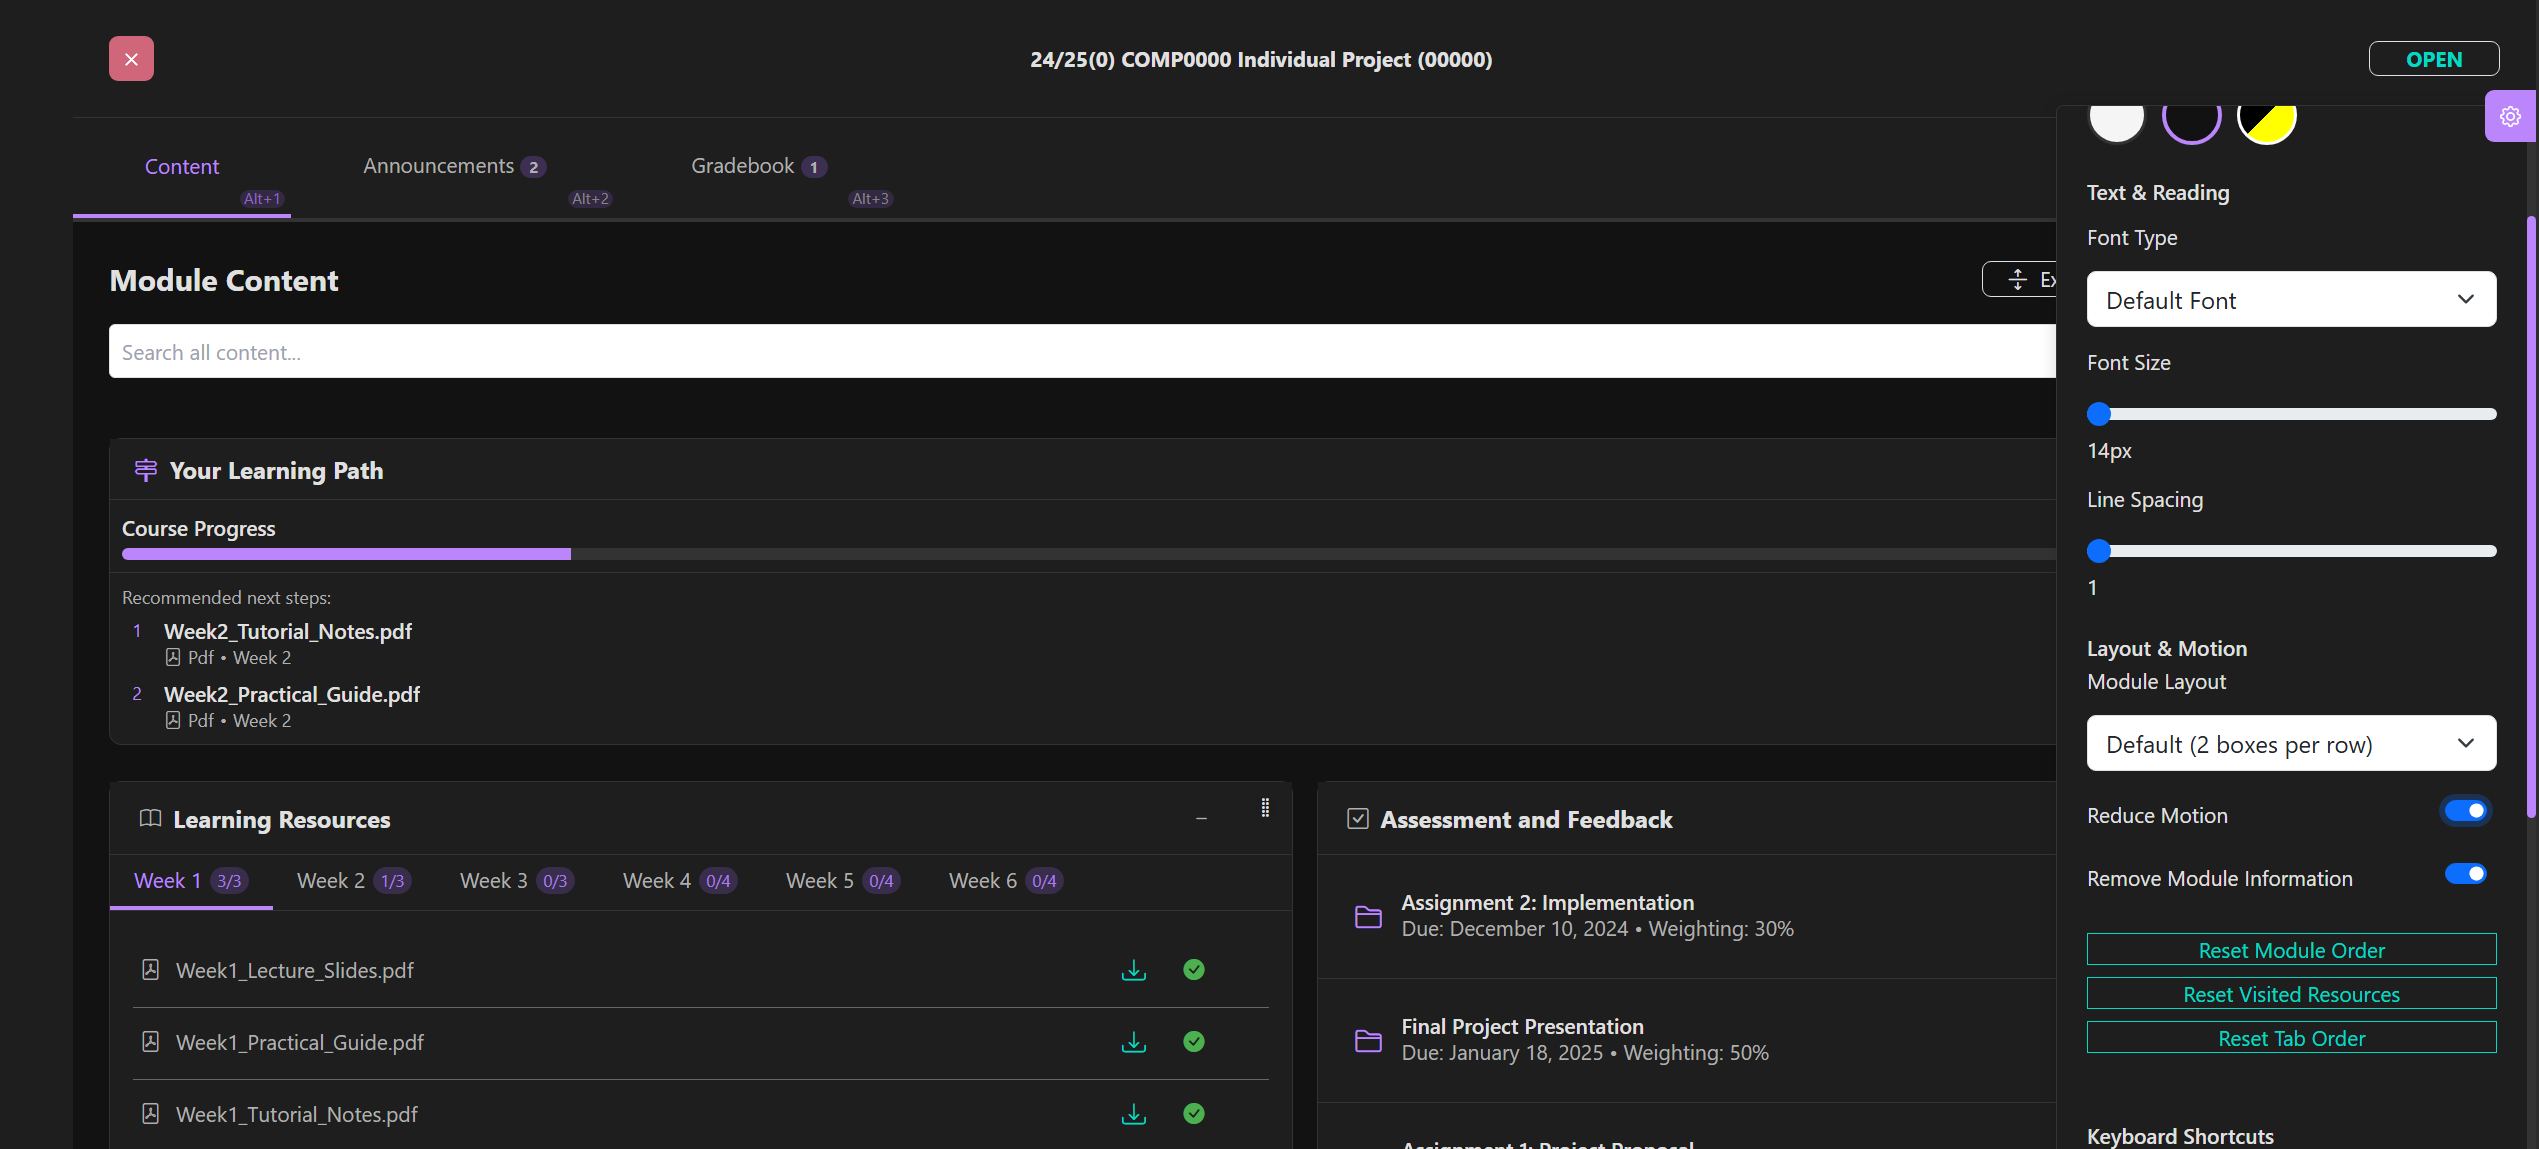 24/25(0) COMP0000 Individual Project (00000)
OPEN
Content
Alt+1
Announcements 2
Alt+2
Gradebook 1
Alt+3
Module Content
Ex
Search all content...
Your Learning Path
Course Progress
Recommended next steps:
1 Week2_Tutorial_Notes.pdf
Pdf • Week 2
2 Week2_Practical_Guide.pdf
Pdf • Week 2
Learning Resources
Week 1 3/3
Week 2 1/3
Week 3 0/3
Week 4 0/4
Week 5 0/4
Week 6 0/4
Week1_Lecture_Slides.pdf
Week1_Practical_Guide.pdf
Week1_Tutorial_Notes.pdf
Assessment and Feedback
Assignment 2: Implementation
Due: December 10, 2024 • Weighting: 30%
Final Project Presentation
Due: January 18, 2025 • Weighting: 50%
Assignment 1: Project Proposal
Text & Reading
Font Type
Default Font
Font Size
14px
Line Spacing
1
Layout & Motion
Module Layout
Default (2 boxes per row)
Reduce Motion
Remove Module Information
Reset Module Order
Reset Visited Resources
Reset Tab Order
Keyboard Shortcuts